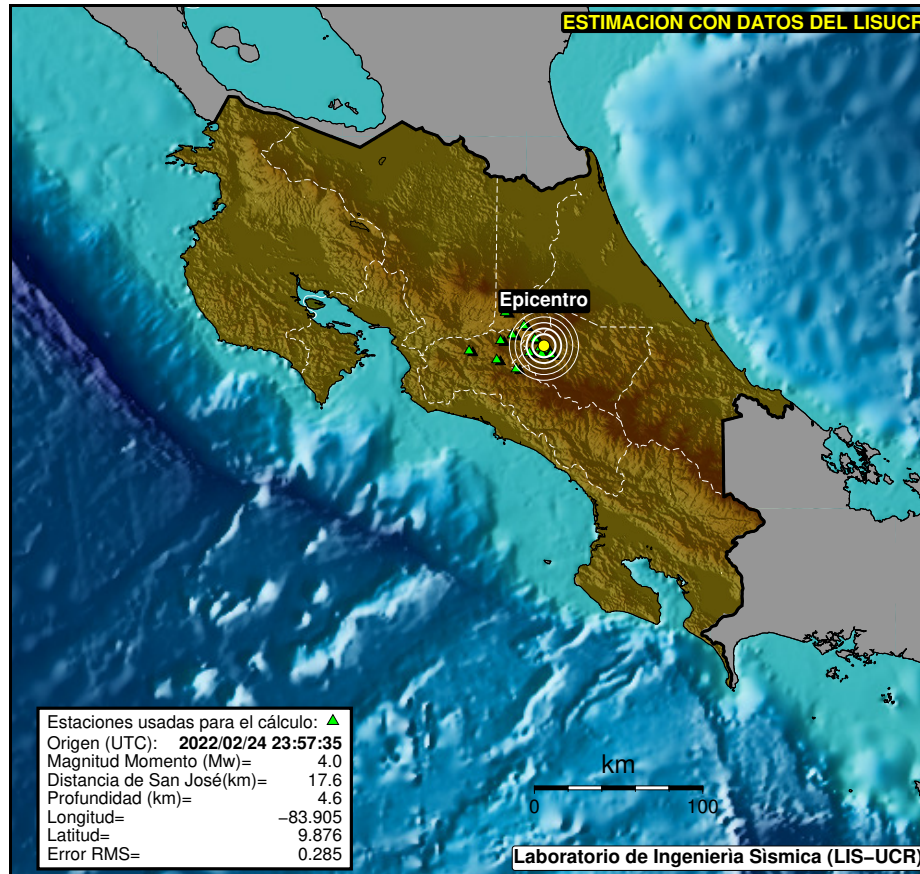 ESTIMACION CON DATOS DEL LISUCR
Epicentro
Estaciones usadas para el cálculo:
Origen (UTC): 2022/02/24 23:57:35
Magnitud Momento (Mw)= 4.0
Distancia de San José(km)= 17.6
Profundidad (km)= 4.6
Longitud= −83.905
Latitud= 9.876
Error RMS= 0.285
km
0 100
Laboratorio de Ingenierìa Sìsmica (LIS−UCR)